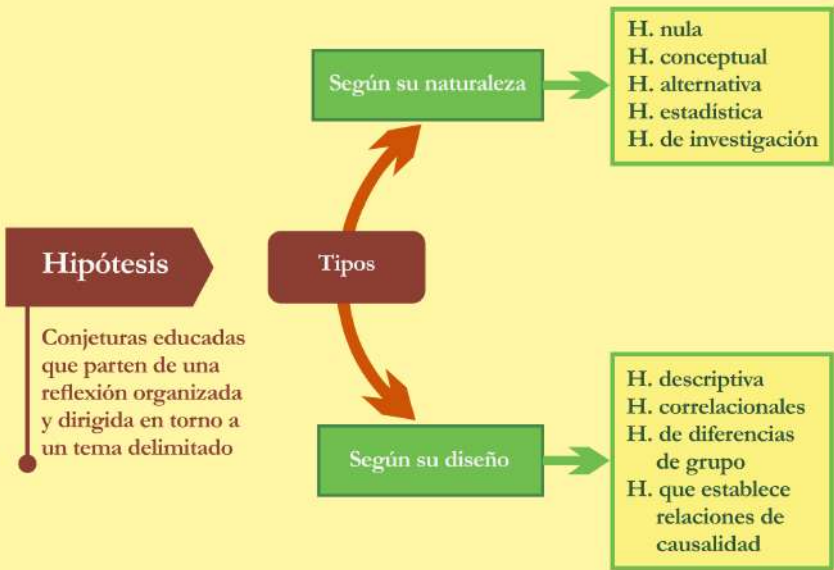 Hipótesis
Conjeturas educadas
que parten de una
reflexión organizada
y dirigida en torno a
un tema delimitado
Tipos
Según su naturaleza
H. nula
H. conceptual
H. alternativa
H. estadística
H. de investigación
Según su diseño
H. descriptiva
H. correlacionales
H. de diferencias
de grupo
H. que establece
relaciones de
causalidad